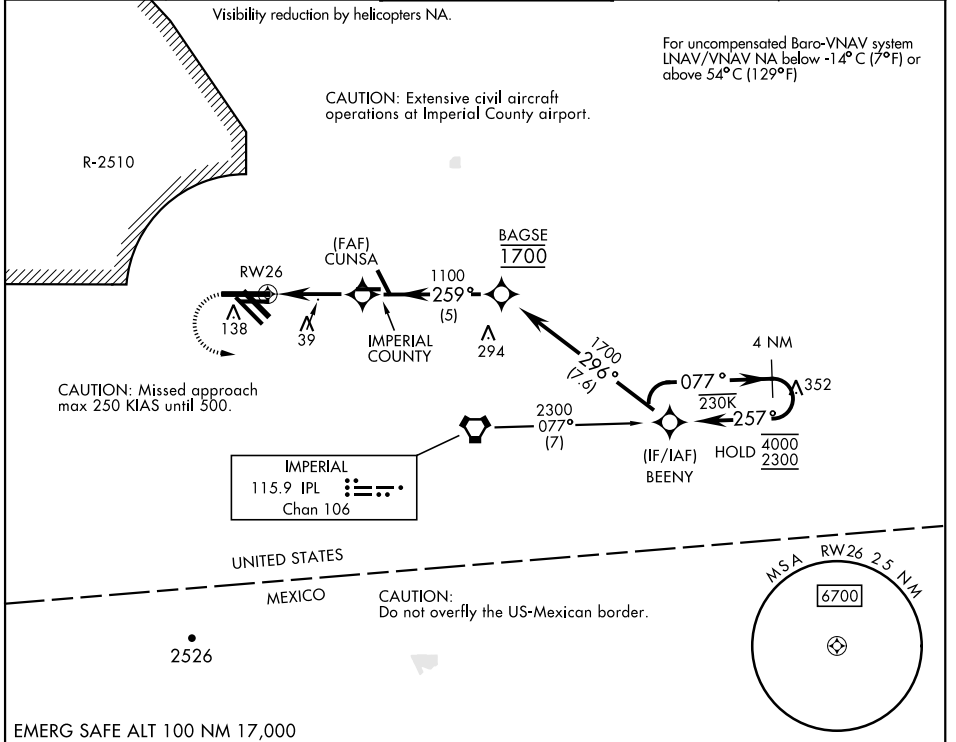 Visibility reduction by helicopters NA.
For uncompensated Baro-VNAV system
LNAV/VNAV NA below -14°C (7°F) or
above 54°C (129°F)
CAUTION: Extensive civil aircraft
operations at Imperial County airport.
R-2510
BAGSE
1700
(FAF)
CUNSA
RW26
1100
259°
(5)
138
39
IMPERIAL
COUNTY
294
1700
296°
(7.6)
4 NM
077°
230K
352
257°
CAUTION: Missed approach
max 250 KIAS until 500.
2300
077°
(7)
HOLD
4000
2300
(IF/IAF)
BEENY
IMPERIAL
115.9 IPL
Chan 106
UNITED STATES
MEXICO
CAUTION:
Do not overfly the US-Mexican border.
MSA RW26 25 NM
6700
2526
EMERG SAFE ALT 100 NM 17,000